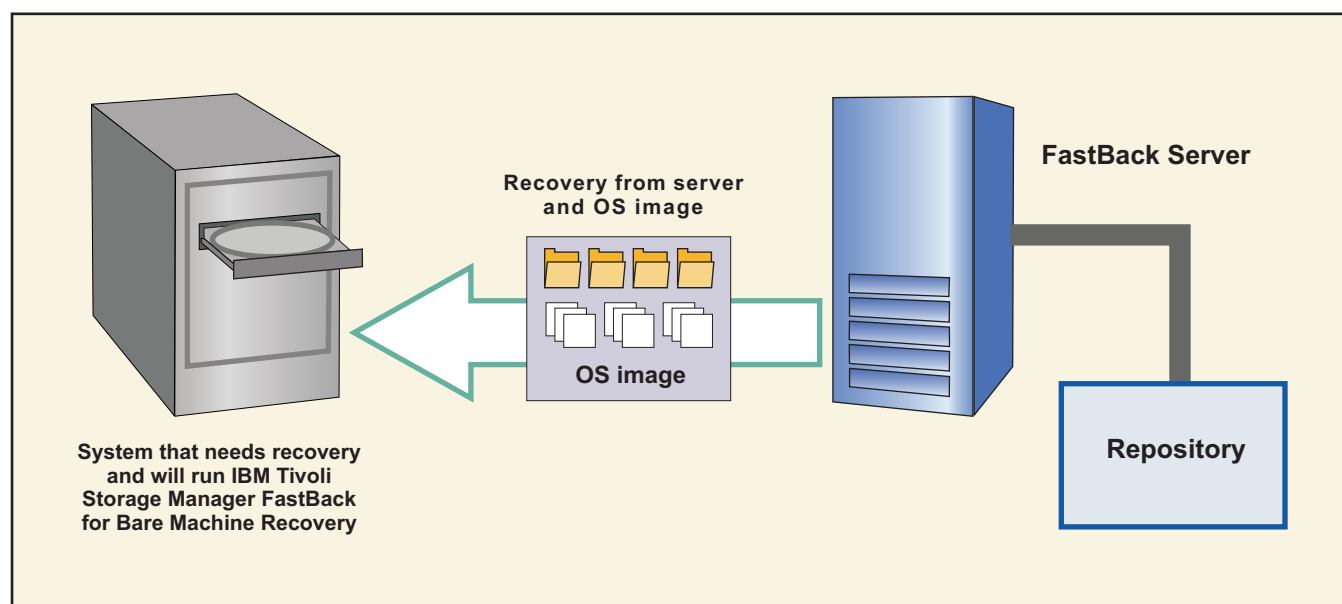 Recovery from server
and OS image
OS image
FastBack Server
Repository
System that needs recovery
and will run IBM Tivoli
Storage Manager FastBack
for Bare Machine Recovery